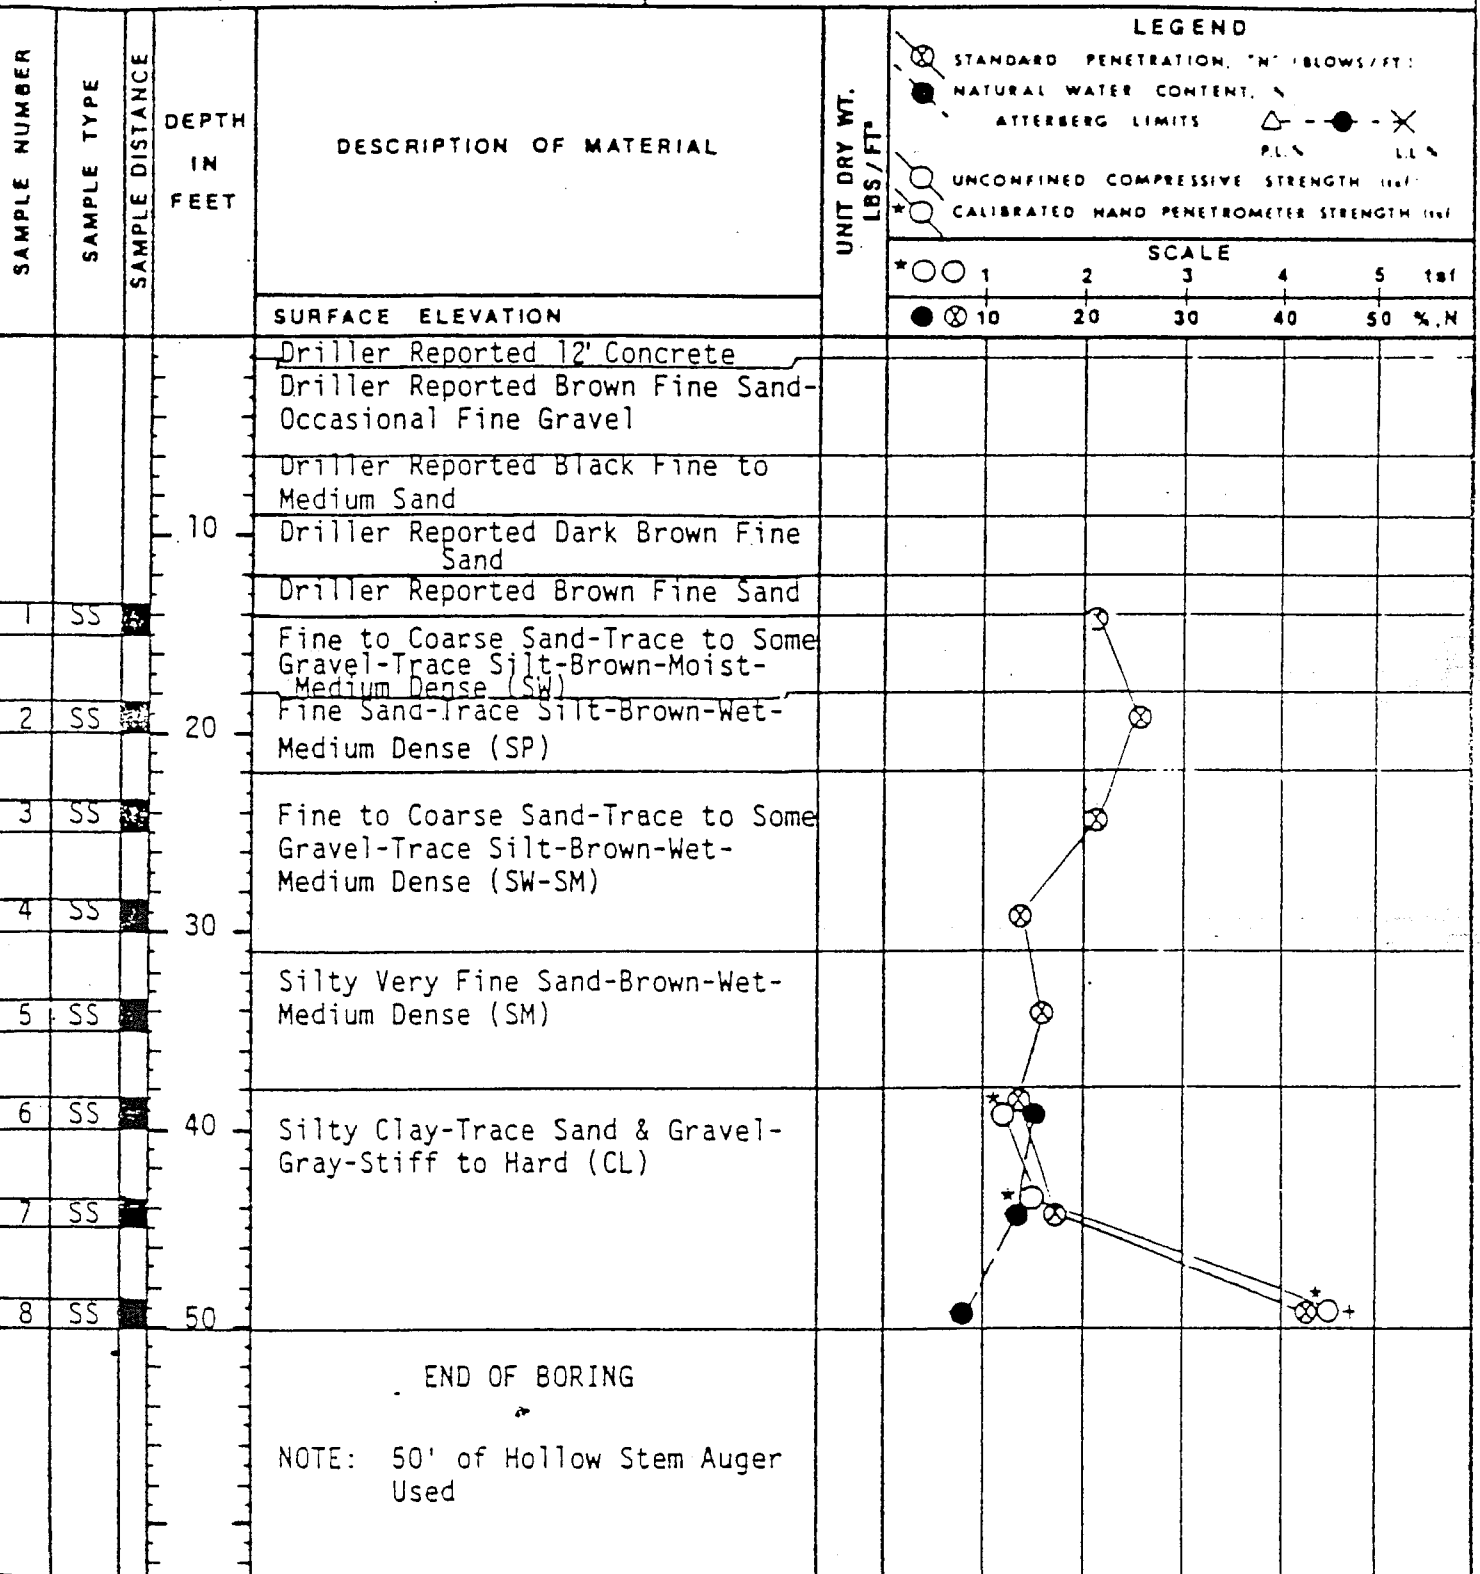 SAMPLE NUMBER
SAMPLE TYPE
SAMPLE DISTANCE
DEPTH
IN
FEET
DESCRIPTION OF MATERIAL
SURFACE ELEVATION
UNIT DRY WT.
LBS/FT³
LEGEND
STANDARD PENETRATION, "N" (BLOWS/FT)
NATURAL WATER CONTENT, %
ATTERBERG LIMITS
P.L. % L.L %
UNCONFINED COMPRESSIVE STRENGTH (tsf)
* CALIBRATED HAND PENETROMETER STRENGTH (tsf
SCALE
* 1 2 3 4 5 tsf
10 20 30 40 50 %,N
Driller Reported 12" Concrete
Driller Reported Brown Fine Sand-
Occasional Fine Gravel
Driller Reported Black Fine to
Medium Sand
10
Driller Reported Dark Brown Fine
Sand
Driller Reported Brown Fine Sand
1 SS
Fine to Coarse Sand-Trace to Some
Gravel-Trace Silt-Brown-Moist-
Medium Dense (SW)
2 SS 20
Fine Sand-Trace Silt-Brown-Wet-
Medium Dense (SP)
3 SS
Fine to Coarse Sand-Trace to Some
Gravel-Trace Silt-Brown-Wet-
Medium Dense (SW-SM)
4 SS 30
Silty Very Fine Sand-Brown-Wet-
Medium Dense (SM)
5 SS
6 SS 40
*
Silty Clay-Trace Sand & Gravel-
Gray-Stiff to Hard (CL)
7 SS
*
8 SS 50
* +
END OF BORING
NOTE: 50' of Hollow Stem Auger
Used